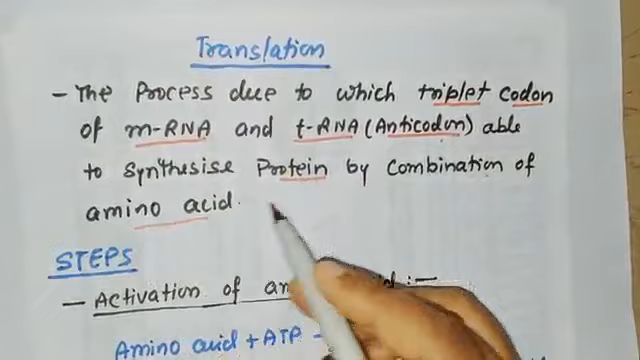 Translation
- The Process due to which triplet codon
of m-RNA and t-RNA (Anticodon) able
to synthesise Protein by combination of
amino acid.
STEPS
- Activation of :-
Amino acid + ATP -